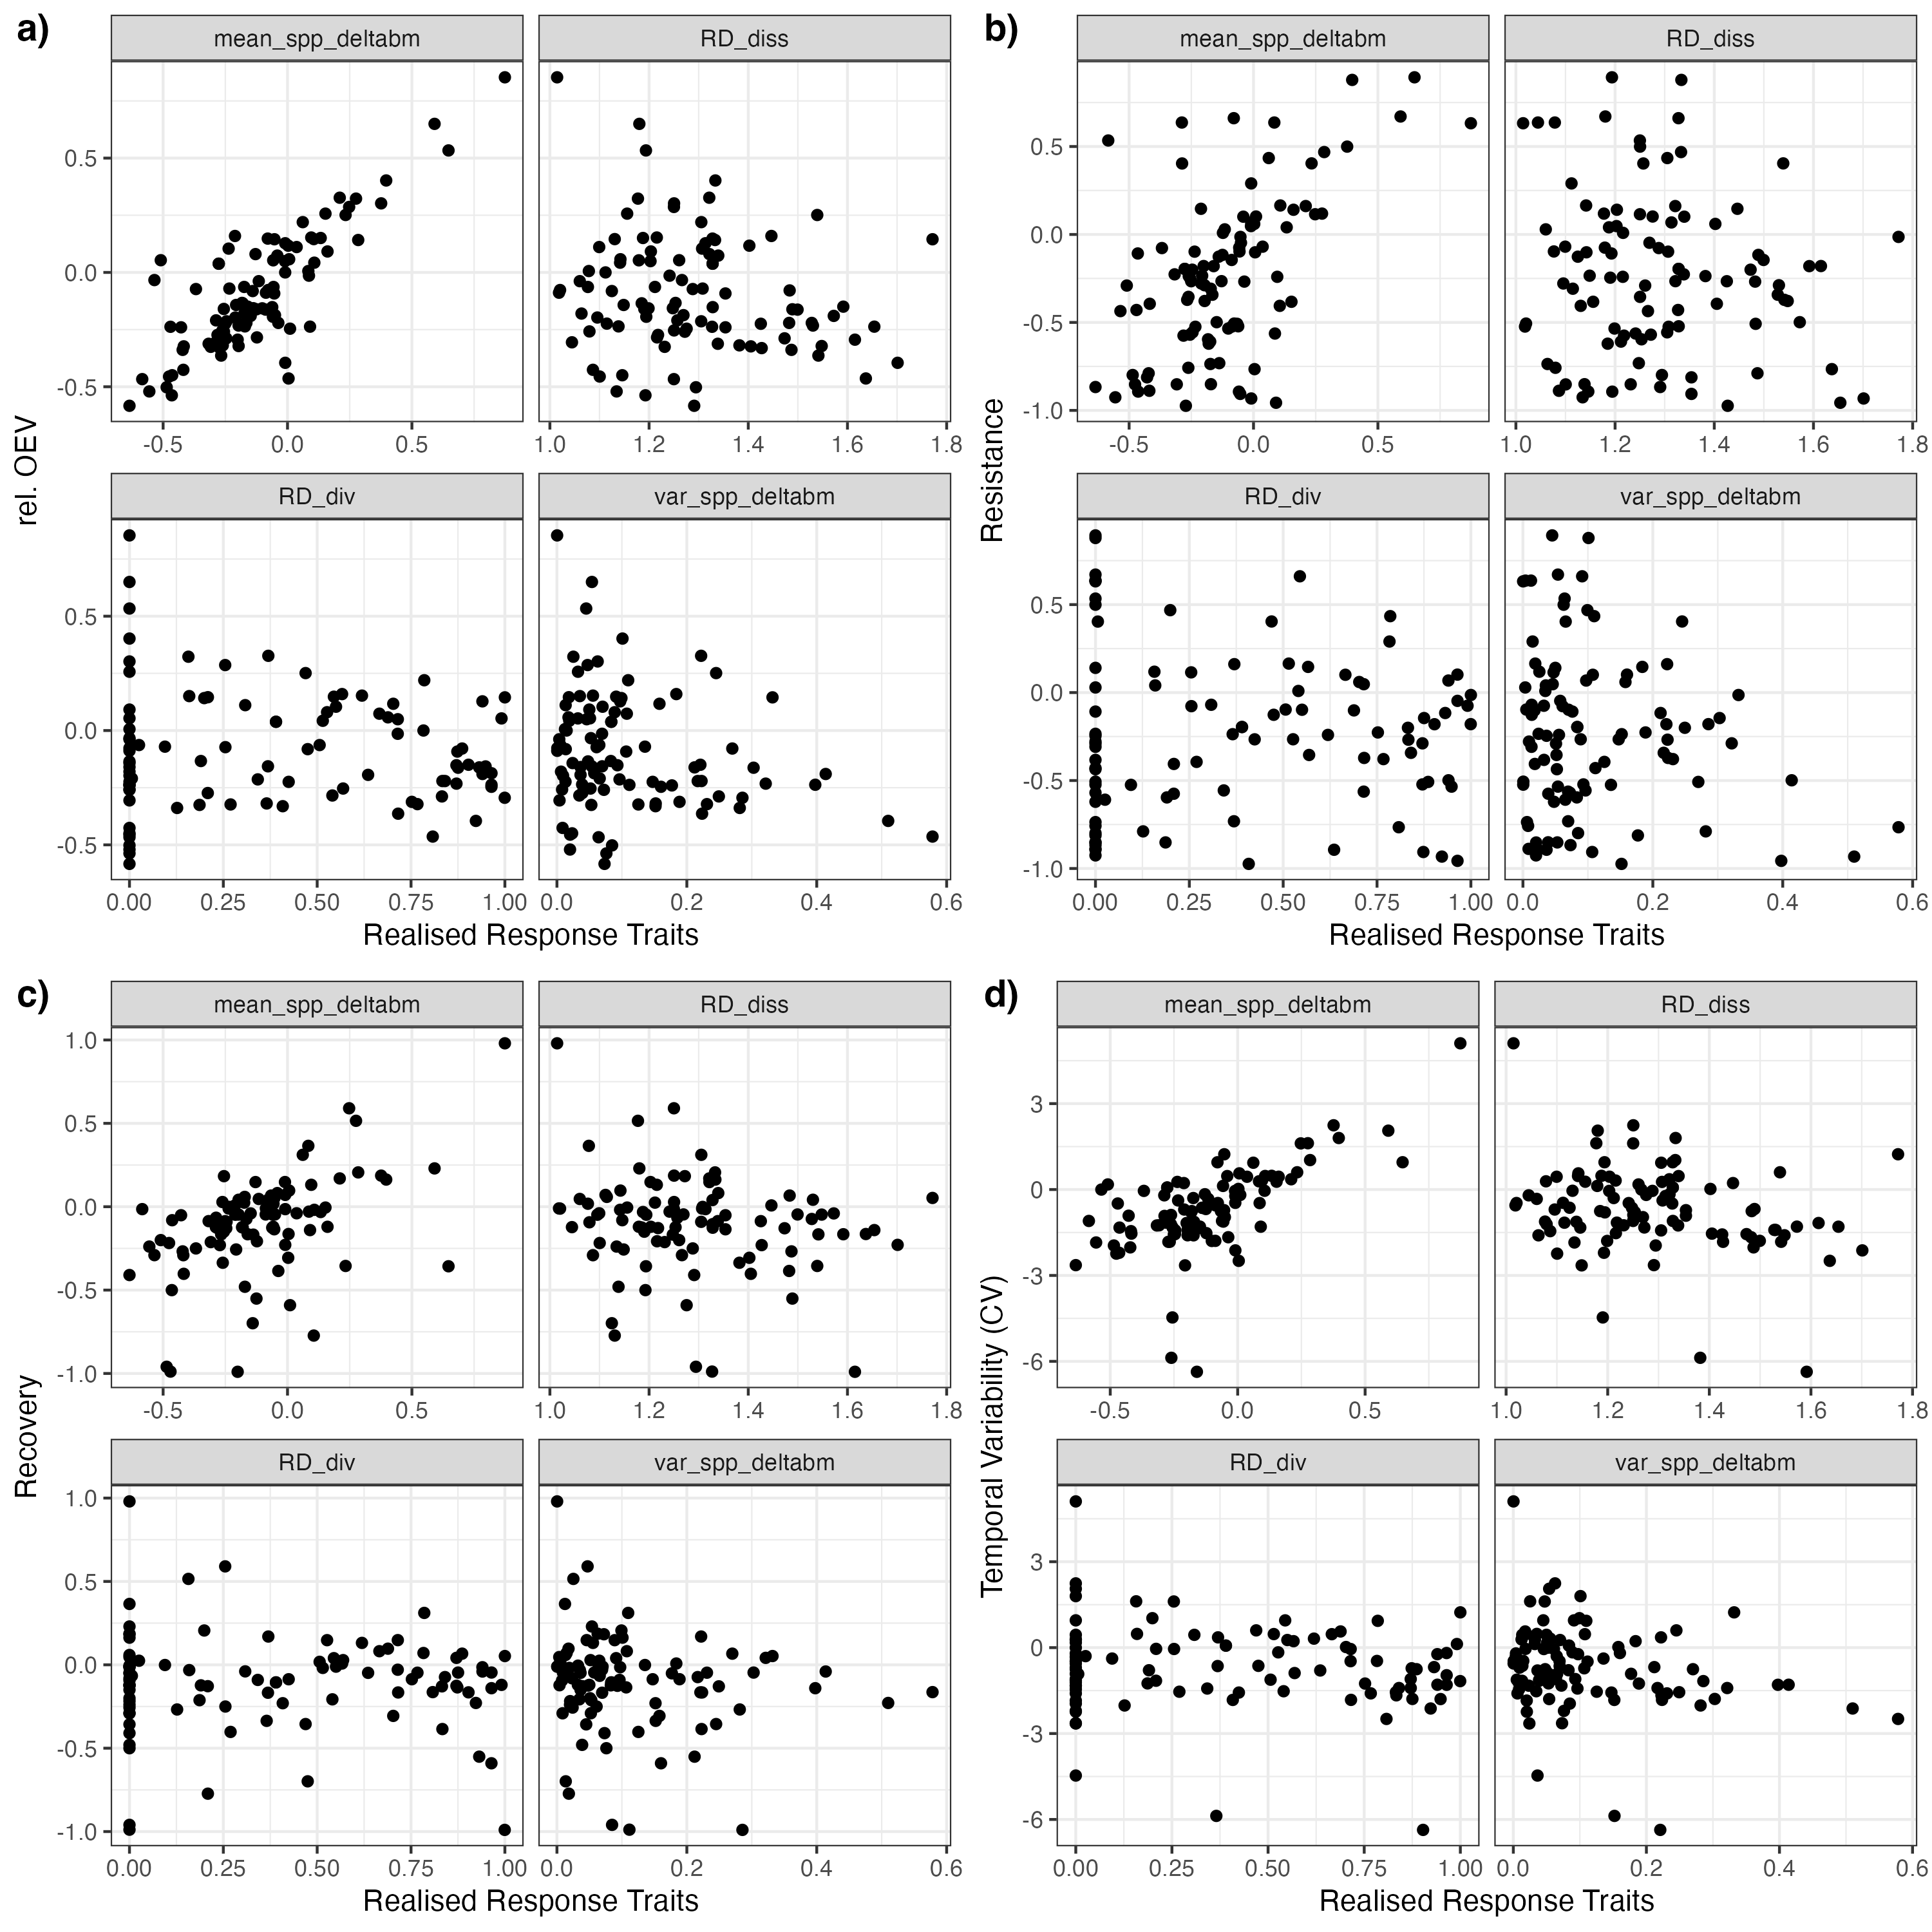 a)
mean_spp_deltabm RD_diss
0.5
0.0
-0.5
-0.5 0.0 0.5 1.0 1.2 1.4 1.6 1.8
RD_div var_spp_deltabm
0.5
0.0
-0.5
0.00 0.25 0.50 0.75 1.00 0.0 0.2 0.4 0.6
rel. OEV
Realised Response Traits
b)
mean_spp_deltabm RD_diss
0.5
0.0
-0.5
-1.0
-0.5 0.0 0.5 1.0 1.2 1.4 1.6 1.8
RD_div var_spp_deltabm
0.5
0.0
-0.5
-1.0
0.00 0.25 0.50 0.75 1.00 0.0 0.2 0.4 0.6
Resistance
Realised Response Traits
c)
mean_spp_deltabm RD_diss
1.0
0.5
0.0
-0.5
-1.0
-0.5 0.0 0.5 1.0 1.2 1.4 1.6 1.8
RD_div var_spp_deltabm
1.0
0.5
0.0
-0.5
-1.0
0.00 0.25 0.50 0.75 1.00 0.0 0.2 0.4 0.6
Recovery
Realised Response Traits
d)
mean_spp_deltabm RD_diss
3
0
-3
-6
-0.5 0.0 0.5 1.0 1.2 1.4 1.6 1.8
RD_div var_spp_deltabm
3
0
-3
-6
0.00 0.25 0.50 0.75 1.00 0.0 0.2 0.4 0.6
Temporal Variability (CV)
Realised Response Traits